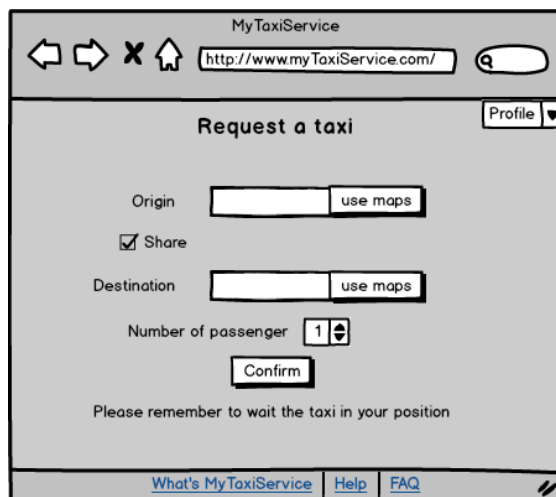 MyTaxiService
http://www.myTaxiService.com/
Profile
Request a taxi
Origin use maps
Share
Destination use maps
Number of passenger 1
Confirm
Please remember to wait the taxi in your position
What's MyTaxiService Help FAQ